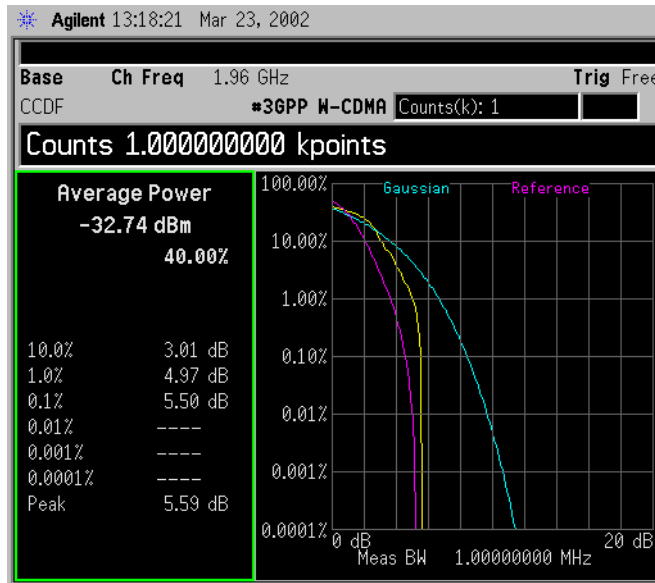 Agilent 13:18:21 Mar 23, 2002
Base Ch Freq 1.96 GHz Trig Free
CCDF *3GPP W-CDMA Counts(k): 1
Counts 1.000000000 kpoints
Average Power
-32.74 dBm
40.00%
10.0% 3.01 dB
1.0% 4.97 dB
0.1% 5.50 dB
0.01% ----
0.001% ----
0.0001% ----
Peak 5.59 dB
Gaussian Reference
100.00%
10.00%
1.00%
0.10%
0.01%
0.001%
0.0001%
0 dB 20 dB
Meas BW 1.00000000 MHz